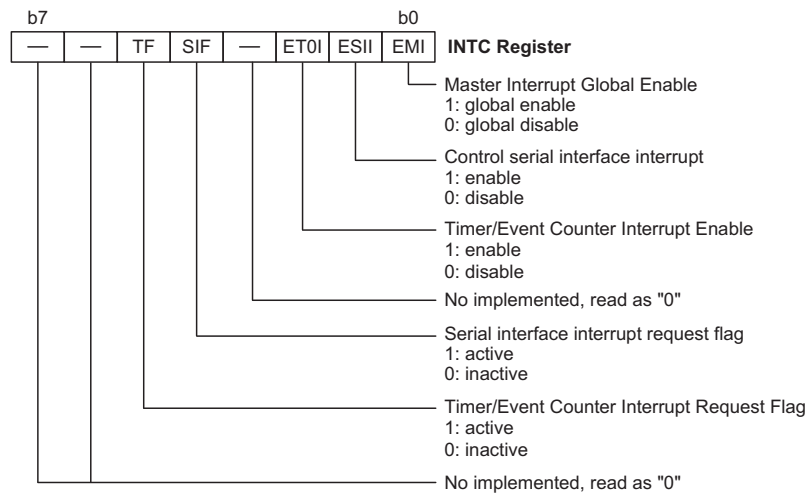 b7 b0
— — TF SIF — ET0I ESII EMI INTC Register
Master Interrupt Global Enable
1: global enable
0: global disable
Control serial interface interrupt
1: enable
0: disable
Timer/Event Counter Interrupt Enable
1: enable
0: disable
No implemented, read as "0"
Serial interface interrupt request flag
1: active
0: inactive
Timer/Event Counter Interrupt Request Flag
1: active
0: inactive
No implemented, read as "0"